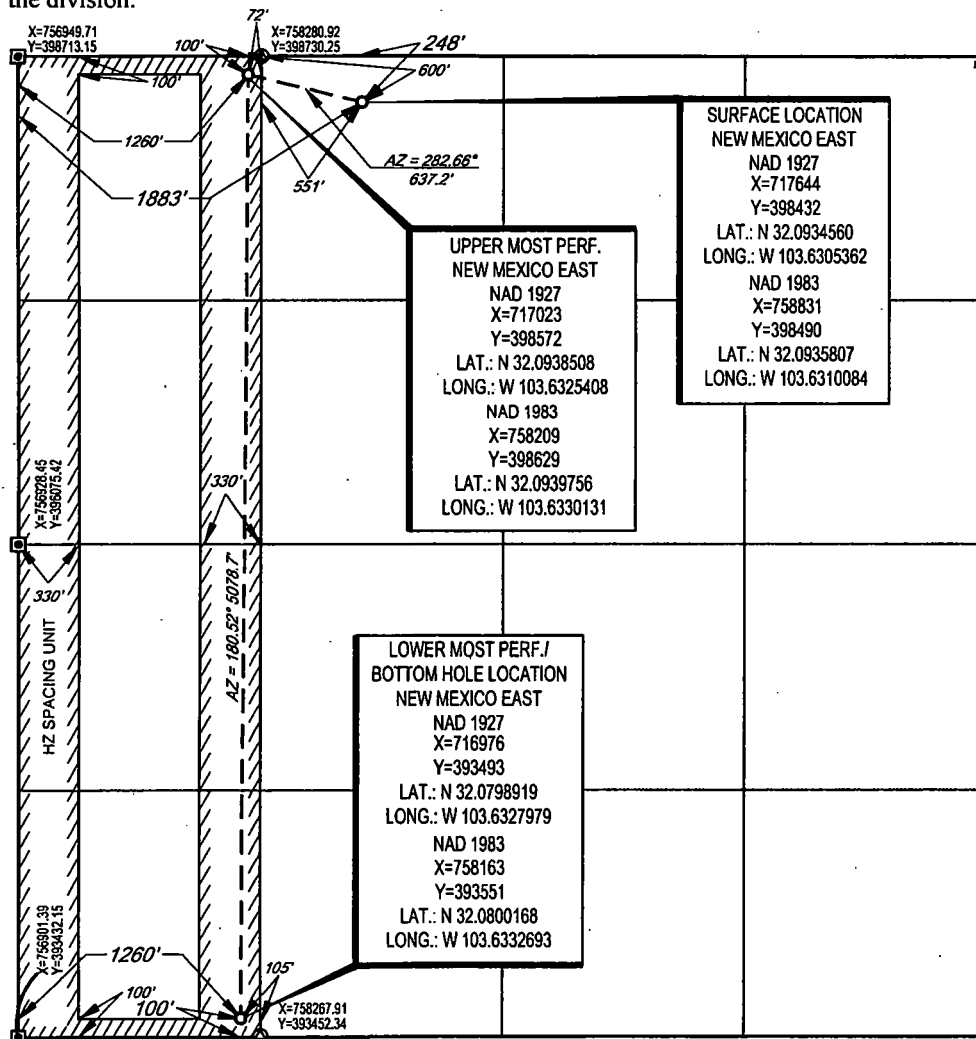 the division.
72'
X=756949.71
Y=398713.15
X=758280.92
Y=398730.25
100'
248'
100'
600'
1260'
AZ = 282.66°
637.2'
551'
1883'
SURFACE LOCATION
NEW MEXICO EAST
NAD 1927
X=717644
Y=398432
LAT.: N 32.0934560
LONG.: W 103.6305362
NAD 1983
X=758831
Y=398490
LAT.: N 32.0935807
LONG.: W 103.6310084
UPPER MOST PERF.
NEW MEXICO EAST
NAD 1927
X=717023
Y=398572
LAT.: N 32.0938508
LONG.: W 103.6325408
NAD 1983
X=758209
Y=398629
LAT.: N 32.0939756
LONG.: W 103.6330131
X=756928.45
Y=396075.42
330'
330'
HZ SPACING UNIT
AZ = 180.52° 5078.7'
LOWER MOST PERF./
BOTTOM HOLE LOCATION
NEW MEXICO EAST
NAD 1927
X=716976
Y=393493
LAT.: N 32.0798919
LONG.: W 103.6327979
NAD 1983
X=758163
Y=393551
LAT.: N 32.0800168
LONG.: W 103.6332693
X=756901.39
Y=393432.15
1260'
105'
100'
100'
X=758267.91
Y=393452.34